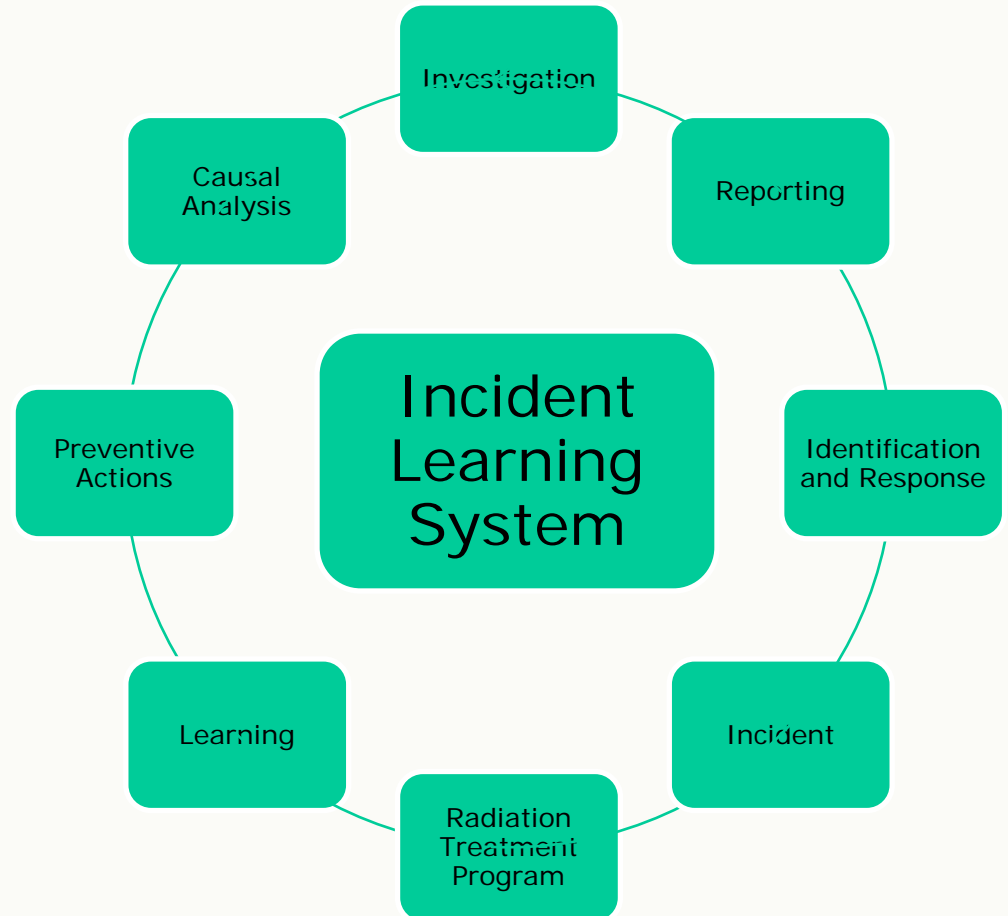 Investigation
Causal
Analysis
Reporting
Incident
Learning
System
Preventive
Actions
Identification
and Response
Learning
Incident
Radiation
Treatment
Program